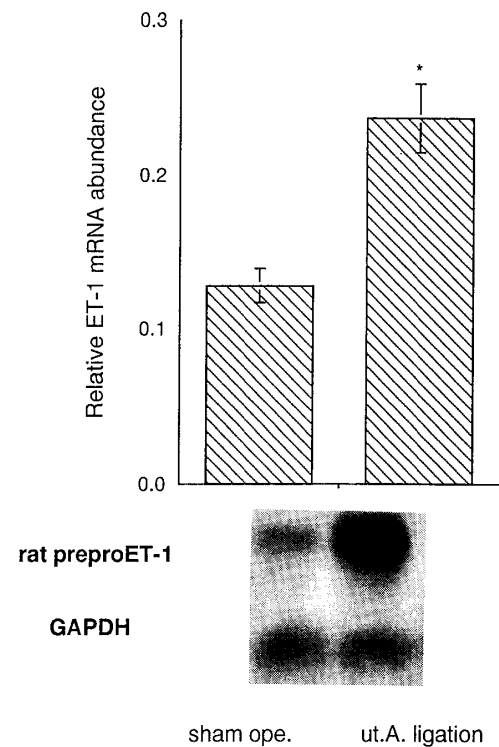 0.3
*
0.2
Relative ET-1 mRNA abundance
0.1
0.0
rat preproET-1
GAPDH
sham ope.
ut.A. ligation